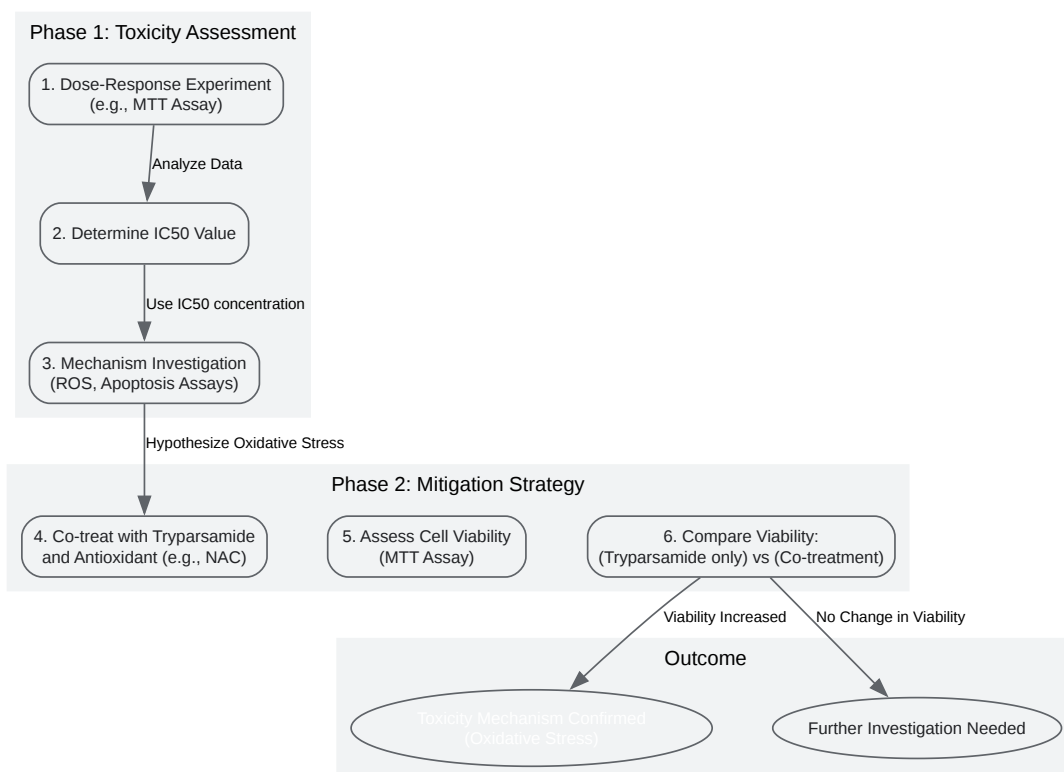 Phase 1: Toxicity Assessment
1. Dose-Response Experiment
(e.g., MTT Assay)
Analyze Data
2. Determine IC50 Value
Use IC50 concentration
3. Mechanism Investigation
(ROS, Apoptosis Assays)
Hypothesize Oxidative Stress
Phase 2: Mitigation Strategy
4. Co-treat with Tryparsamide
and Antioxidant (e.g., NAC)
5. Assess Cell Viability
(MTT Assay)
6. Compare Viability:
(Tryparsamide only) vs (Co-treatment)
Viability Increased
No Change in Viability
Outcome
Toxicity Mechanism Confirmed
(Oxidative Stress)
Further Investigation Needed